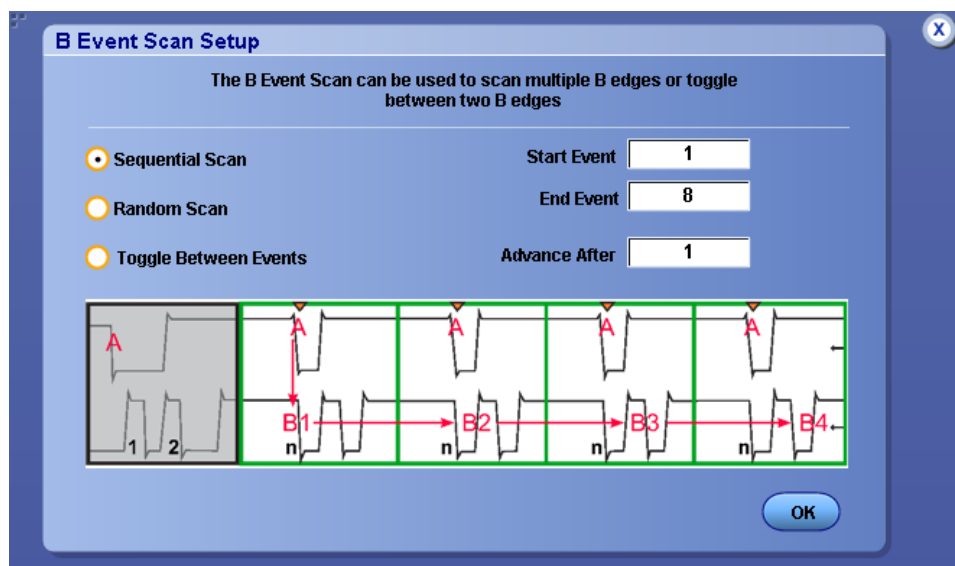 B Event Scan Setup
X
The B Event Scan can be used to scan multiple B edges or toggle
between two B edges
Sequential Scan
Start Event 1
End Event 8
Random Scan
Toggle Between Events
Advance After 1
A A A A A
B1 B2 B3 B4
1 2 n n n n
OK